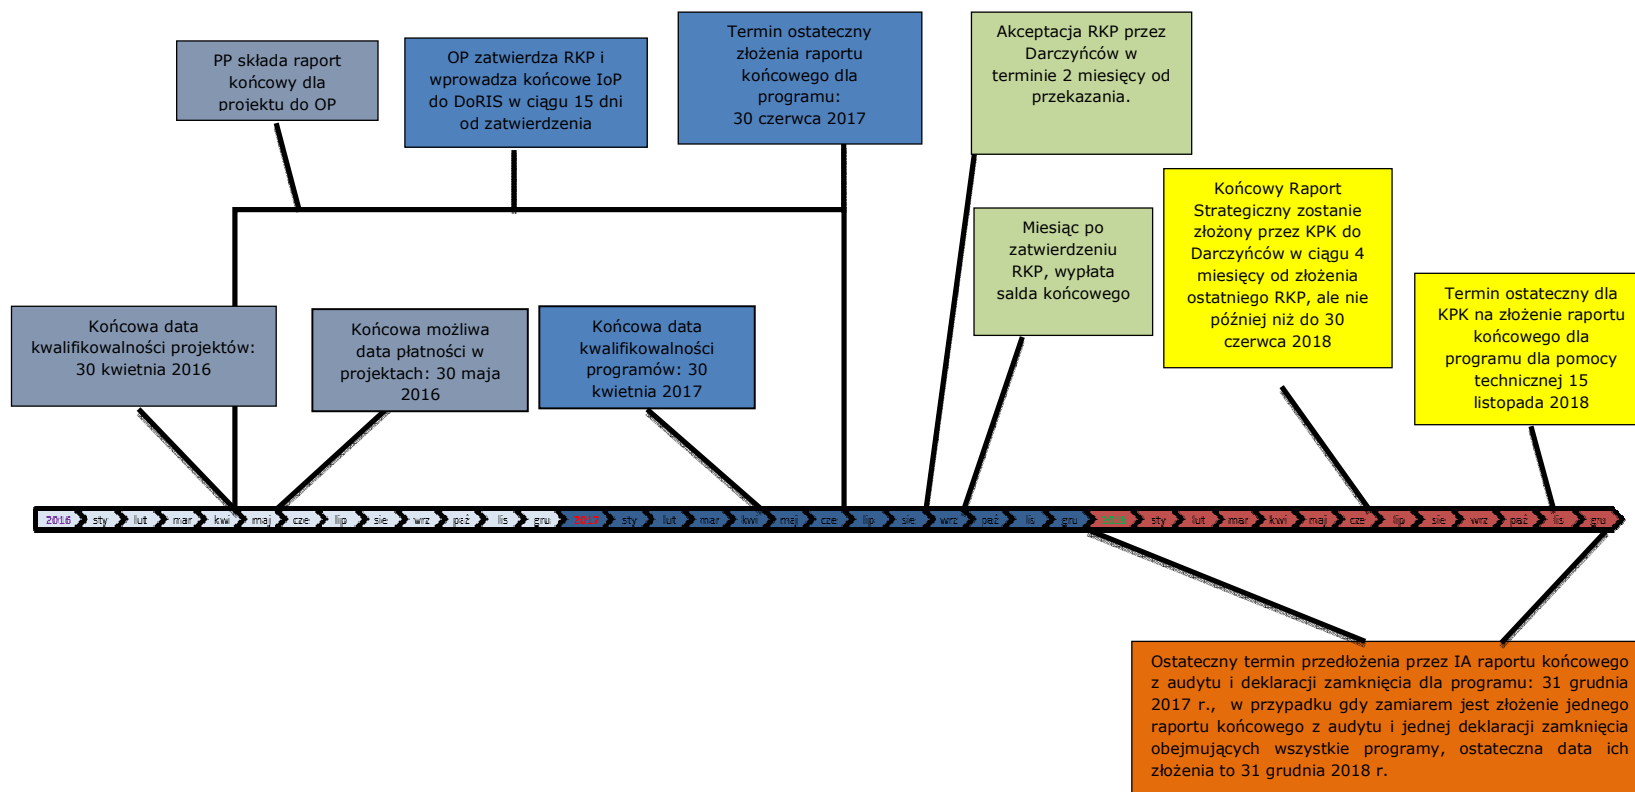 PP składa raport
końcowy dla
projektu do OP
OP zatwierdza RKP i
wprowadza końcowe IoP
do DoRIS w ciągu 15 dni
od zatwierdzenia
Termin ostateczny
złożenia raportu
końcowego dla
programu:
30 czerwca 2017
Akceptacja RKP przez
Darczyńców w
terminie 2 miesięcy od
przekazania.
Końcowy Raport
Strategiczny zostanie
złożony przez KPK do
Darczyńców w ciągu 4
miesięcy od złożenia
ostatniego RKP, ale nie
później niż do 30
czerwca 2018
Miesiąc po
zatwierdzeniu
RKP, wypłata
salda końcowego
Termin ostateczny dla
KPK na złożenie raportu
końcowego dla
programu dla pomocy
technicznej 15
listopada 2018
Końcowa data
kwalifikowalności projektów:
30 kwietnia 2016
Końcowa możliwa
data płatności w
projektach: 30 maja
2016
Końcowa data
kwalifikowalności
programów: 30
kwietnia 2017
2016 sty lut mar kwi maj cze lip sie wrz paź lis gru 2017 sty lut mar kwi maj cze lip sie wrz paź lis gru 2018 sty lut mar kwi maj cze lip sie wrz paź lis gru
Ostateczny termin przedłożenia przez IA raportu końcowego
z audytu i deklaracji zamknięcia dla programu: 31 grudnia
2017 r., w przypadku gdy zamiarem jest złożenie jednego
raportu końcowego z audytu i jednej deklaracji zamknięcia
obejmujących wszystkie programy, ostateczna data ich
złożenia to 31 grudnia 2018 r.